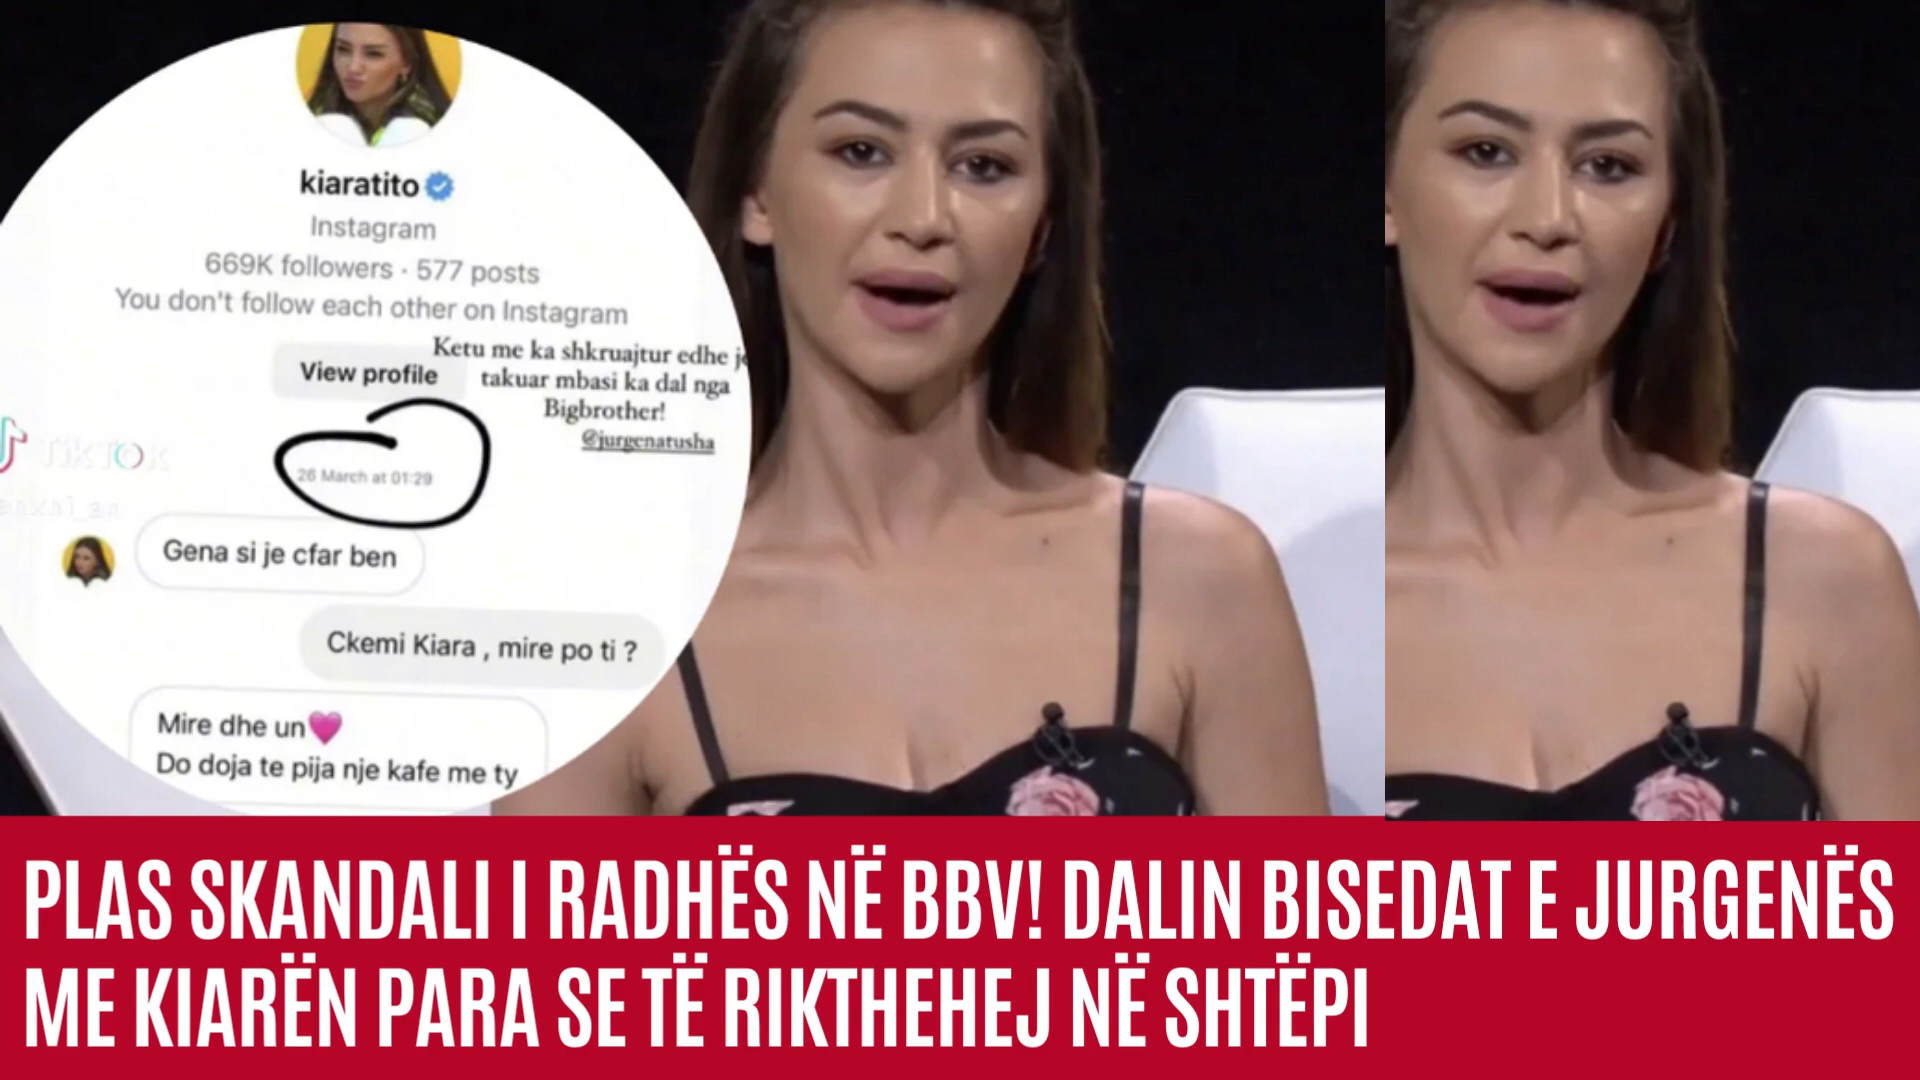 kiaratito
Instagram
669K followers · 577 posts
You don't follow each other on Instagram
Ketu me ka shkruajtur edhe
View profile
takuar mbasi ka dal nga
Bigbrother!
@jurgenatusha
TikTok
26 March at 01:29
Gena si je cfar ben
Ckemi Kiara , mire po ti ?
Mire dhe un💗
Do doja te pija nje kafe me ty
PLAS SKANDALI I RADHËS NË BBV! DALIN BISEDAT E JURGENËS
ME KIARËN PARA SE TË RIKTHEHEJ NË SHTËPI